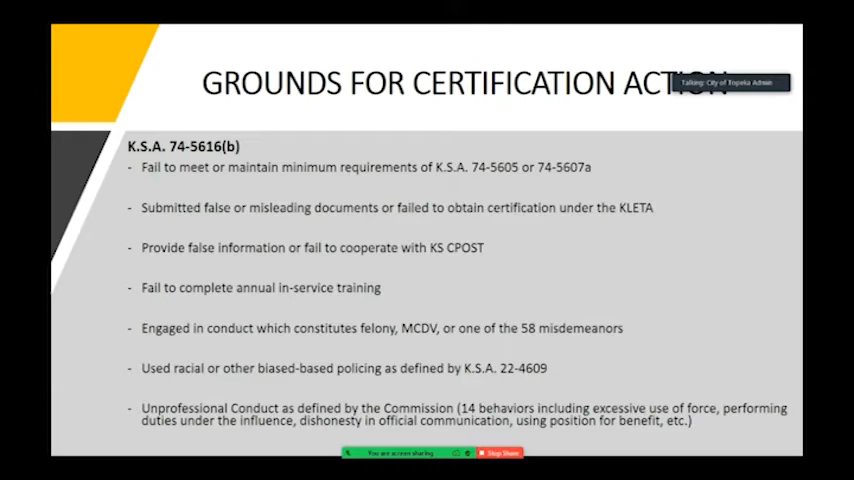 GROUNDS FOR CERTIFICATION ACTION
Talking: City of Topeka Admin
K.S.A. 74-5616(b)
- Fail to meet or maintain minimum requirements of K.S.A. 74-5605 or 74-5607a
- Submitted false or misleading documents or failed to obtain certification under the KLETA
- Provide false information or fail to cooperate with KS CPOST
- Fail to complete annual in-service training
- Engaged in conduct which constitutes felony, MCDV, or one of the 58 misdemeanors
- Used racial or other biased-based policing as defined by K.S.A. 22-4609
- Unprofessional Conduct as defined by the Commission (14 behaviors including excessive use of force, performing
duties under the influence, dishonesty in official communication, using position for benefit, etc.)
You are screen sharing
Stop Share